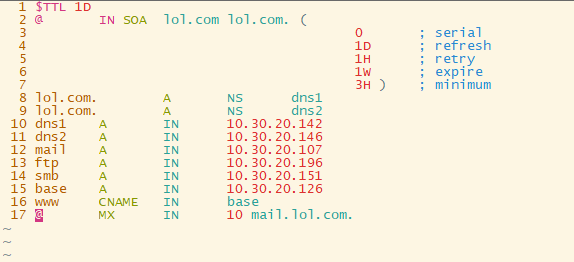 1 $TTL 1D
2 @ IN SOA lol.com lol.com. (
3 0 ; serial
4 1D ; refresh
5 1H ; retry
6 1W ; expire
7 3H ) ; minimum
8 lol.com. A NS dns1
9 lol.com. A NS dns2
10 dns1 A IN 10.30.20.142
11 dns2 A IN 10.30.20.146
12 mail A IN 10.30.20.107
13 ftp A IN 10.30.20.196
14 smb A IN 10.30.20.151
15 base A IN 10.30.20.126
16 www CNAME IN base
17 @ MX IN 10 mail.lol.com.
~
~
~